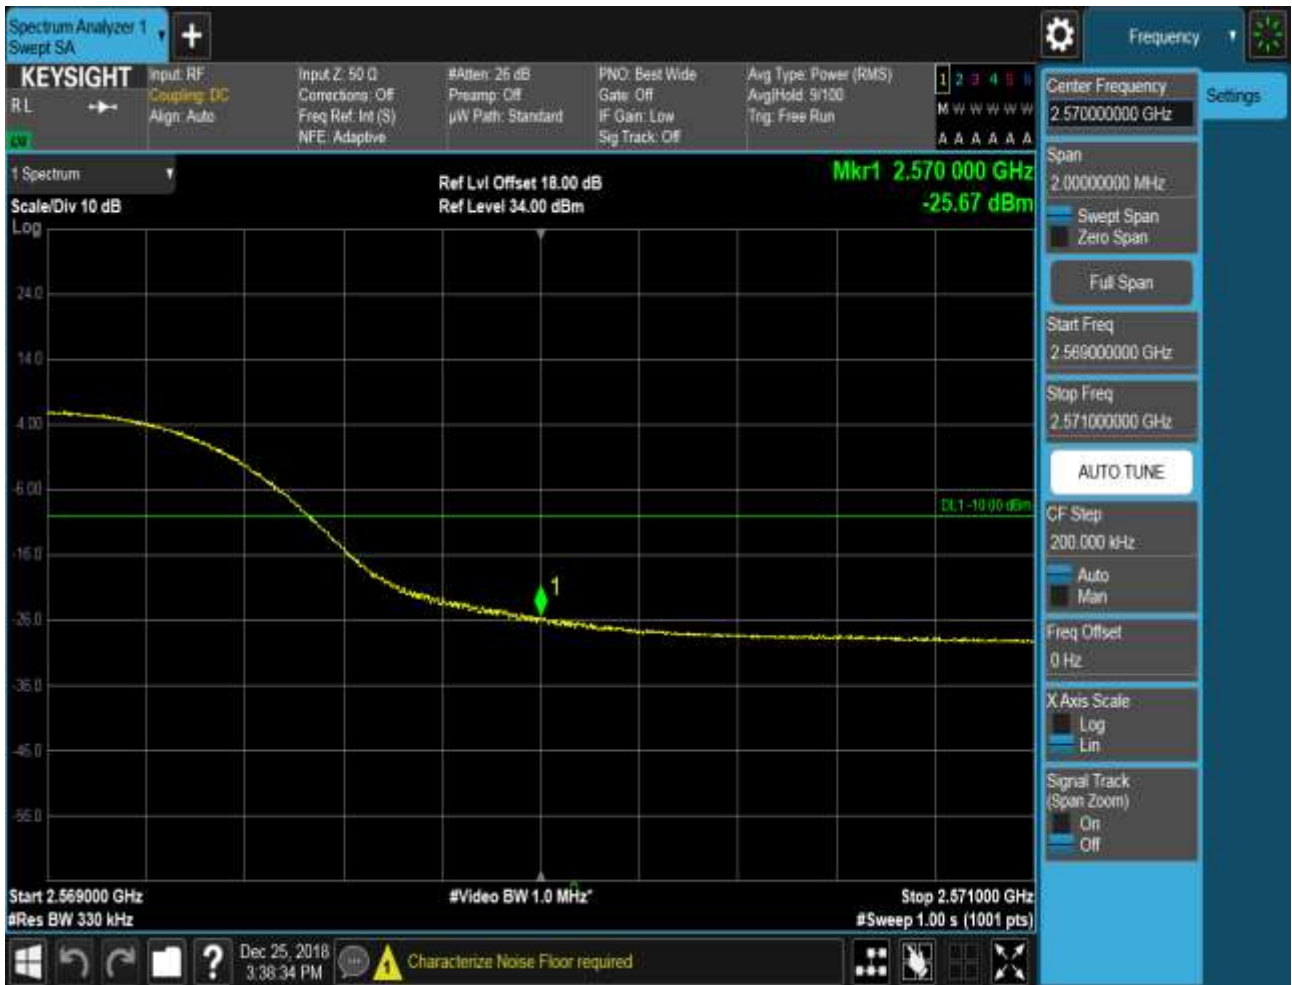 Spectrum Analyzer 1
Swept SA
Frequency
KEYSIGHT
RL
Input: RF
Coupling: DC
Align: Auto
Input Z: 50 Ω
Corrections: Off
Freq Ref: Int (S)
NFE: Adaptive
#Atten: 26 dB
Preamp: Off
µW Path: Standard
PNO: Best Wide
Gate: Off
IF Gain: Low
Sig Track: Off
Avg Type: Power (RMS)
Avg|Hold: 9/100
Trig: Free Run
1 2 3 4 5 6
M W W W W W
A A A A A A
1 Spectrum
Scale/Div 10 dB
Log
Ref Lvl Offset 18.00 dB
Ref Level 34.00 dBm
Mkr1 2.570 000 GHz
-25.67 dBm
24.0
14.0
4.00
-6.00
-16.0
-26.0
-36.0
-46.0
-56.0
DL1 -10.00 dBm
1
Start 2.569000 GHz
#Res BW 330 kHz
#Video BW 1.0 MHz*
Stop 2.571000 GHz
#Sweep 1.00 s (1001 pts)
Center Frequency
2.570000000 GHz
Settings
Span
2.00000000 MHz
Swept Span
Zero Span
Full Span
Start Freq
2.569000000 GHz
Stop Freq
2.571000000 GHz
AUTO TUNE
CF Step
200.000 kHz
Auto
Man
Freq Offset
0 Hz
X Axis Scale
Log
Lin
Signal Track
(Span Zoom)
On
Off
?
Dec 25, 2018
3:38:34 PM
1
Characterize Noise Floor required